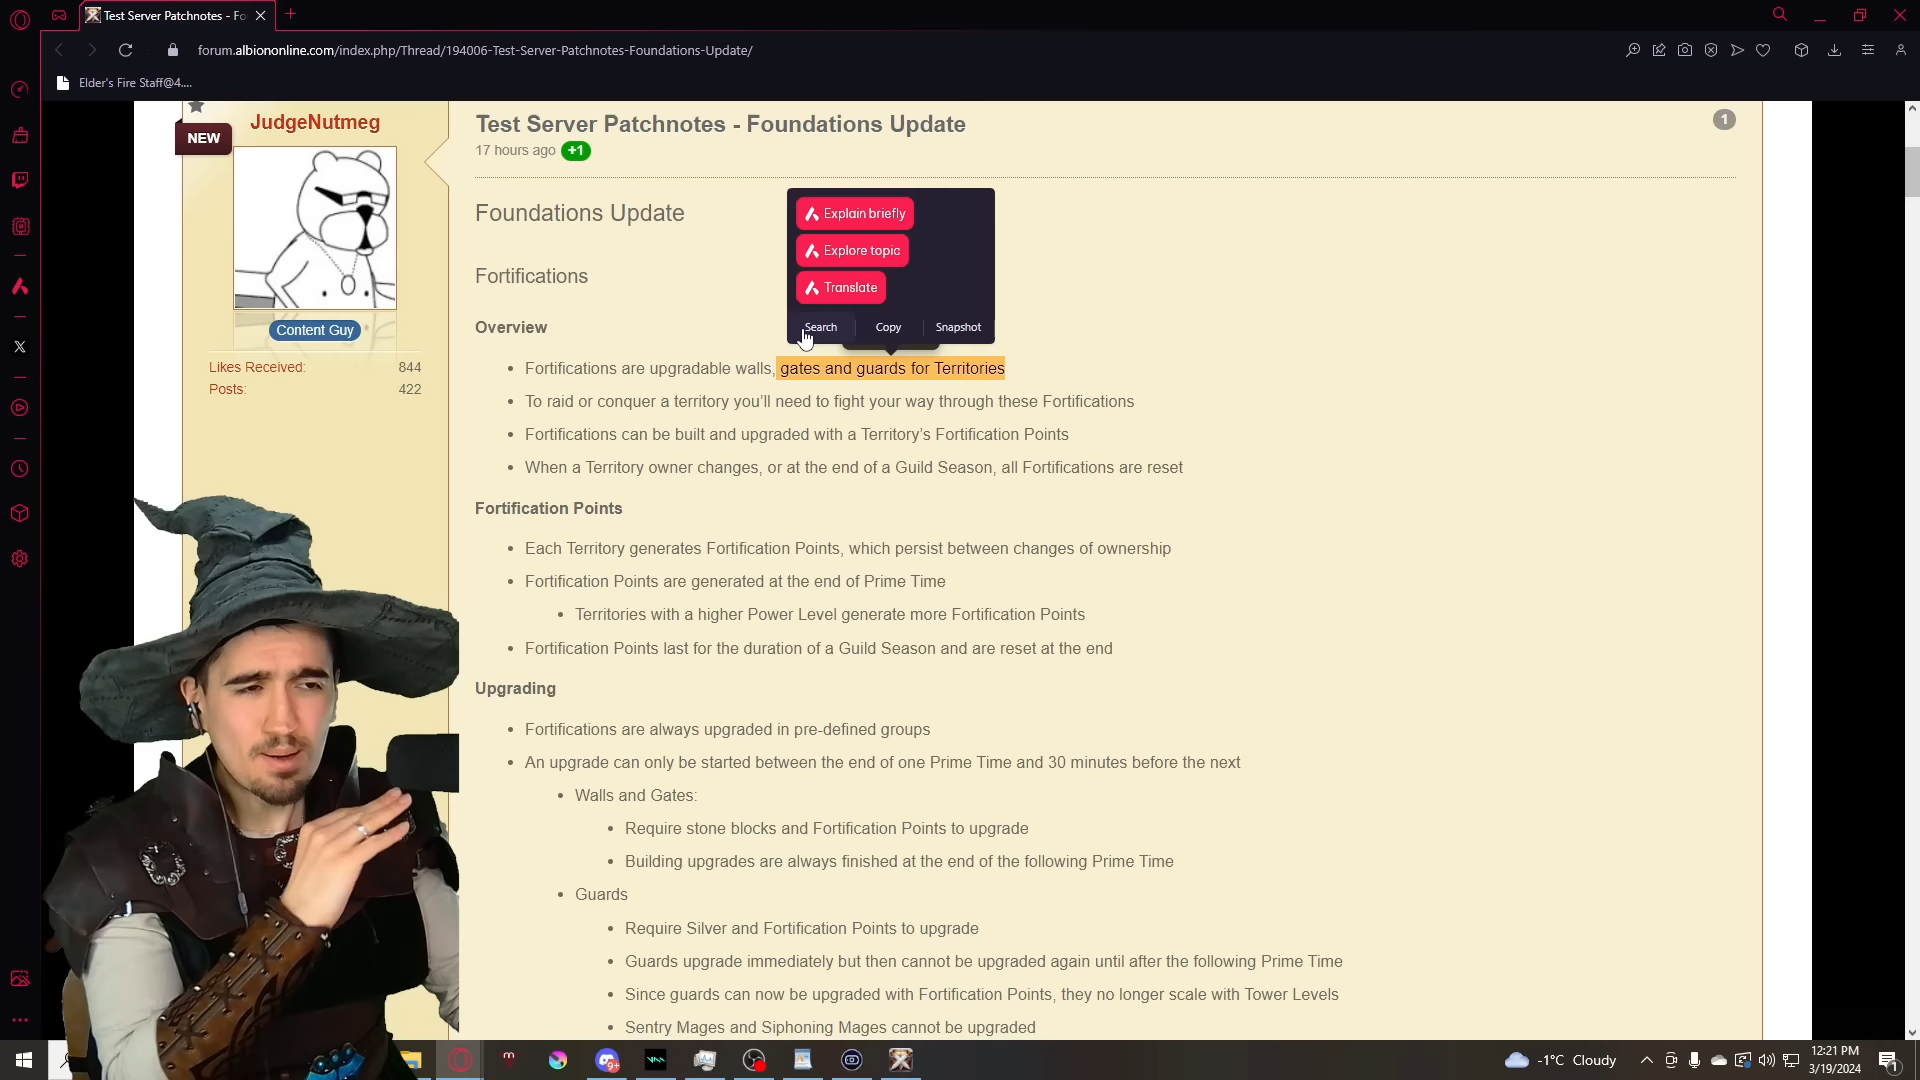 Test Server Patchnotes - Fo
forum.albiononline.com/index.php/Thread/194006-Test-Server-Patchnotes-Foundations-Update/
Elder's Fire Staff@4....
NEW
JudgeNutmeg
Content Guy
Likes Received: 844
Posts: 422
Test Server Patchnotes - Foundations Update
1
17 hours ago +1
Foundations Update
Explain briefly
Explore topic
Translate
Search Copy Snapshot
Fortifications
Overview
• Fortifications are upgradable walls, gates and guards for Territories
• To raid or conquer a territory you’ll need to fight your way through these Fortifications
• Fortifications can be built and upgraded with a Territory’s Fortification Points
• When a Territory owner changes, or at the end of a Guild Season, all Fortifications are reset
Fortification Points
• Each Territory generates Fortification Points, which persist between changes of ownership
• Fortification Points are generated at the end of Prime Time
• Territories with a higher Power Level generate more Fortification Points
• Fortification Points last for the duration of a Guild Season and are reset at the end
Upgrading
• Fortifications are always upgraded in pre-defined groups
• An upgrade can only be started between the end of one Prime Time and 30 minutes before the next
• Walls and Gates:
• Require stone blocks and Fortification Points to upgrade
• Building upgrades are always finished at the end of the following Prime Time
• Guards
• Require Silver and Fortification Points to upgrade
• Guards upgrade immediately but then cannot be upgraded again until after the following Prime Time
• Since guards can now be upgraded with Fortification Points, they no longer scale with Tower Levels
• Sentry Mages and Siphoning Mages cannot be upgraded
9+
-1°C Cloudy
12:21 PM
3/19/2024
1